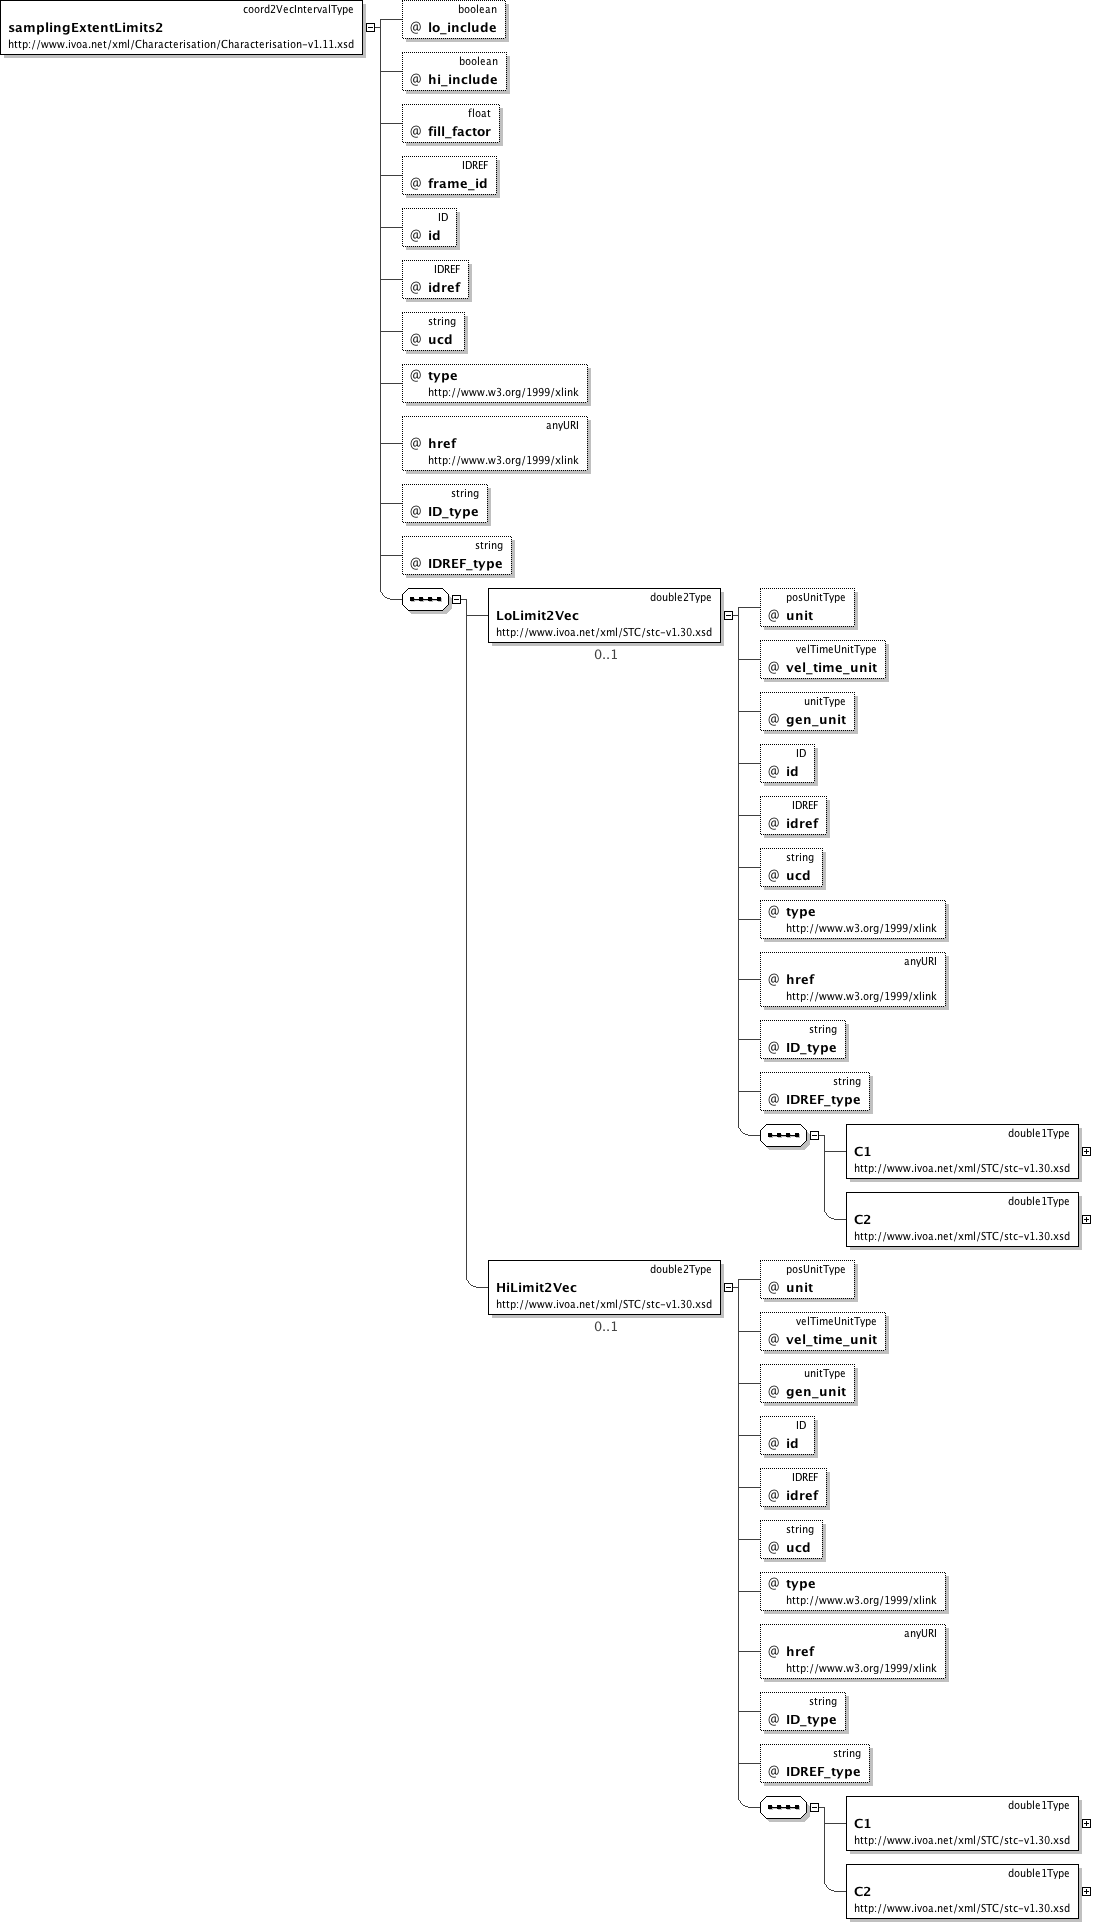 coord2VecIntervalType
samplingExtentLimits2
http://www.ivoa.net/xml/Characterisation/Characterisation-v1.11.xsd
boolean
@ lo_include
boolean
@ hi_include
float
@ fill_factor
IDREF
@ frame_id
ID
@ id
IDREF
@ idref
string
@ ucd
@ type
http://www.w3.org/1999/xlink
anyURI
@ href
http://www.w3.org/1999/xlink
string
@ ID_type
string
@ IDREF_type
double2Type
LoLimit2Vec
http://www.ivoa.net/xml/STC/stc-v1.30.xsd
0..1
posUnitType
@ unit
velTimeUnitType
@ vel_time_unit
unitType
@ gen_unit
ID
@ id
IDREF
@ idref
string
@ ucd
@ type
http://www.w3.org/1999/xlink
anyURI
@ href
http://www.w3.org/1999/xlink
string
@ ID_type
string
@ IDREF_type
double1Type
C1
http://www.ivoa.net/xml/STC/stc-v1.30.xsd
double1Type
C2
http://www.ivoa.net/xml/STC/stc-v1.30.xsd
double2Type
HiLimit2Vec
http://www.ivoa.net/xml/STC/stc-v1.30.xsd
0..1
posUnitType
@ unit
velTimeUnitType
@ vel_time_unit
unitType
@ gen_unit
ID
@ id
IDREF
@ idref
string
@ ucd
@ type
http://www.w3.org/1999/xlink
anyURI
@ href
http://www.w3.org/1999/xlink
string
@ ID_type
string
@ IDREF_type
double1Type
C1
http://www.ivoa.net/xml/STC/stc-v1.30.xsd
double1Type
C2
http://www.ivoa.net/xml/STC/stc-v1.30.xsd